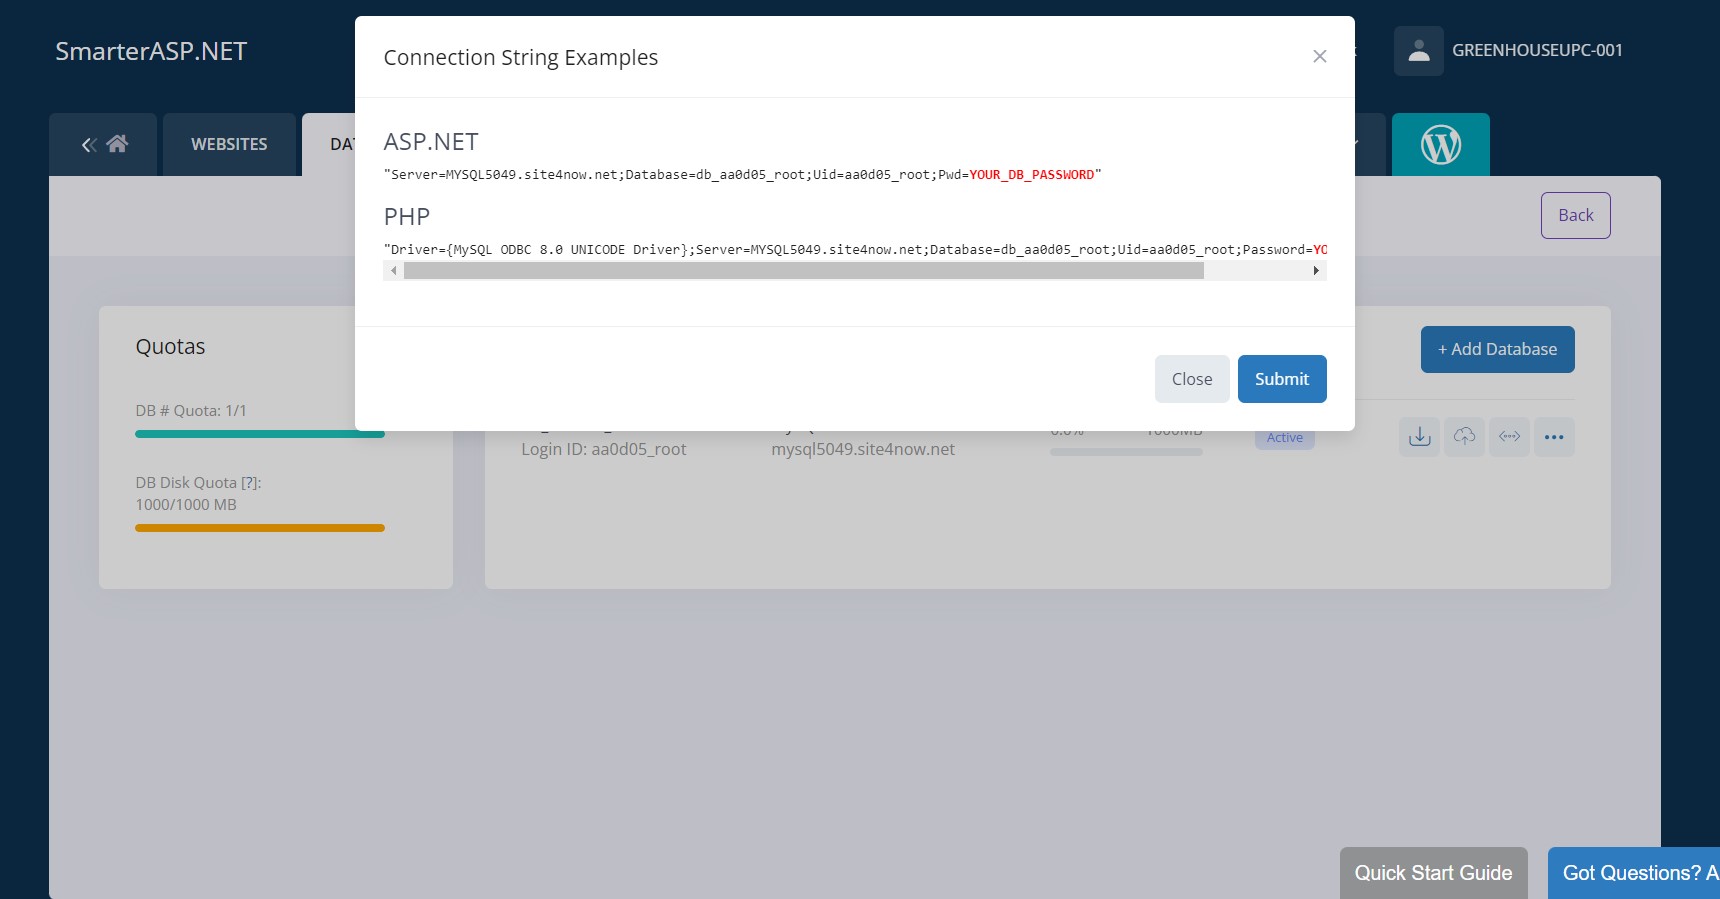 SmarterASP.NET
GREENHOUSEUPC-001
WEBSITES
Connection String Examples
ASP.NET
"Server=MYSQL5049.site4now.net;Database=db_aa0d05_root;Uid=aa0d05_root;Pwd=YOUR_DB_PASSWORD"
PHP
"Driver={MySQL ODBC 8.0 UNICODE Driver};Server=MYSQL5049.site4now.net;Database=db_aa0d05_root;Uid=aa0d05_root;Password=YO
Close
Submit
Back
Quotas
DB # Quota: 1/1
DB Disk Quota [?]:
1000/1000 MB
+ Add Database
Login ID: aa0d05_root
mysql5049.site4now.net
Active
Quick Start Guide
Got Questions? A